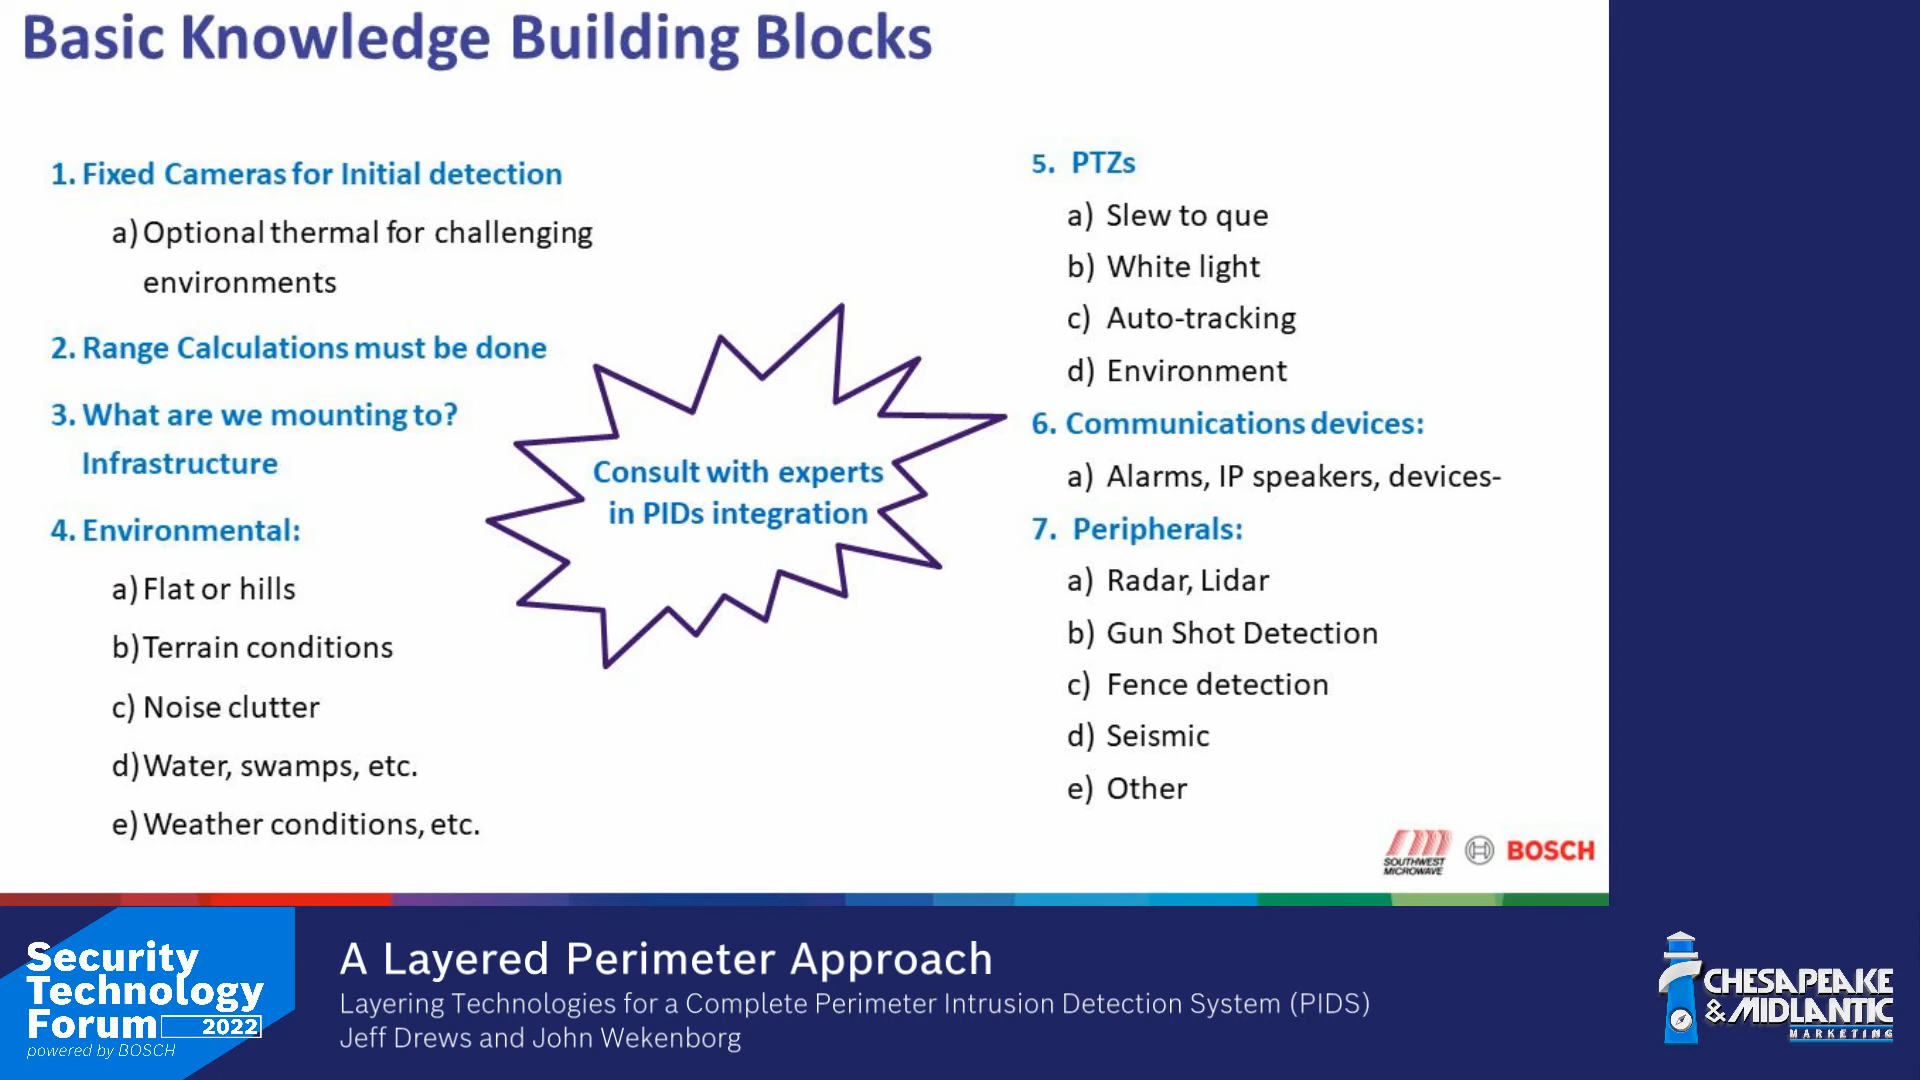 Basic Knowledge Building Blocks
1. Fixed Cameras for Initial detection
a) Optional thermal for challenging
environments
2. Range Calculations must be done
3. What are we mounting to?
Infrastructure
4. Environmental:
a) Flat or hills
b) Terrain conditions
c) Noise clutter
d) Water, swamps, etc.
e) Weather conditions, etc.
Consult with experts
in PIDs integration
5. PTZs
a) Slew to que
b) White light
c) Auto-tracking
d) Environment
6. Communications devices:
a) Alarms, IP speakers, devices-
7. Peripherals:
a) Radar, Lidar
b) Gun Shot Detection
c) Fence detection
d) Seismic
e) Other
SOUTHWEST
MICROWAVE
BOSCH
Security
Technology
Forum 2022
powered by BOSCH
A Layered Perimeter Approach
Layering Technologies for a Complete Perimeter Intrusion Detection System (PIDS)
Jeff Drews and John Wekenborg
CHESAPEAKE
& MIDLANTIC
MARKETING